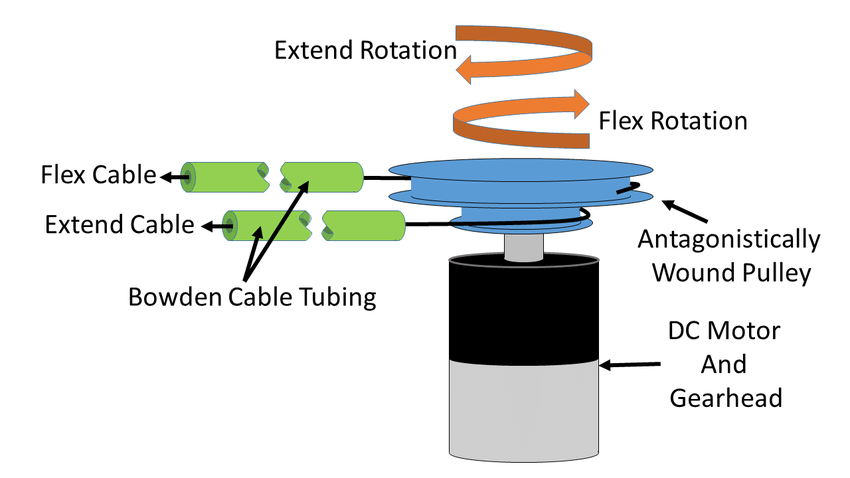 Extend Rotation
Flex Rotation
Flex Cable
Extend Cable
Bowden Cable Tubing
Antagonistically
Wound Pulley
DC Motor
And
Gearhead